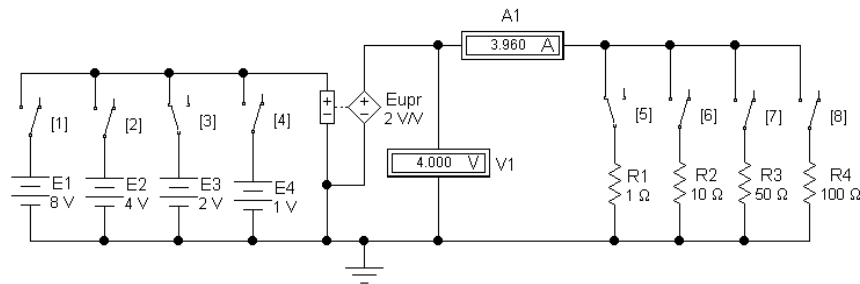 A1
3.960 A
Eupr
2 V/V
[1]
[2]
[3]
[4]
[5]
[6]
[7]
[8]
4.000 V
V1
E1
8 V
E2
4 V
E3
2 V
E4
1 V
R1
1 Ω
R2
10 Ω
R3
50 Ω
R4
100 Ω